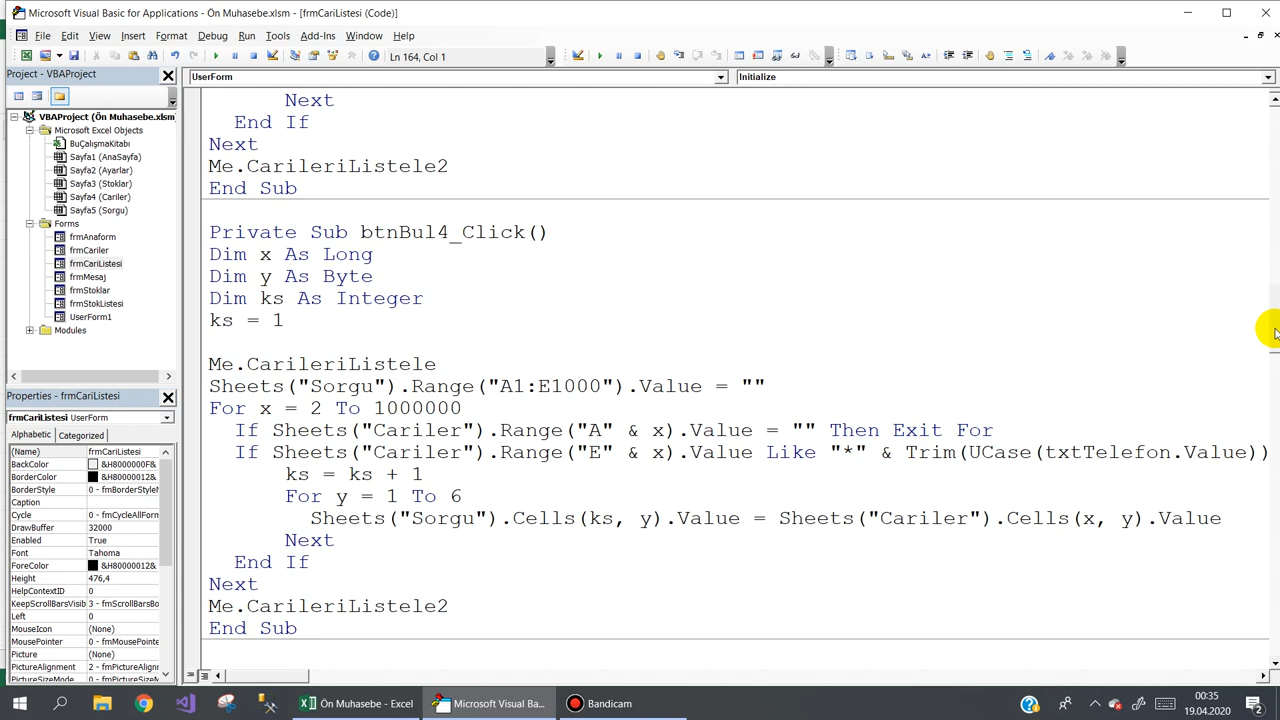 Microsoft Visual Basic for Applications - Ön Muhasebe.xlsm - [frmCariListesi (Code)]
File Edit View Insert Format Debug Run Tools Add-Ins Window Help
Ln 164, Col 1
Project - VBAProject
UserForm
Initialize
VBAProject (Ön Muhasebe.xlsm)
Microsoft Excel Objects
BuÇalışmaKitabı
Sayfa1 (AnaSayfa)
Sayfa2 (Ayarlar)
Sayfa3 (Stoklar)
Sayfa4 (Cariler)
Sayfa5 (Sorgu)
Forms
frmAnaform
frmCariler
frmCariListesi
frmMesaj
frmStoklar
frmStokListesi
UserForm1
Modules
Properties - frmCariListesi
frmCariListesi UserForm
Alphabetic Categorized
(Name) frmCariListesi
BackColor &H8000000F&
BorderColor &H80000012&
BorderStyle 0 - fmBorderStyleN
Caption
Cycle 0 - fmCycleAllForm
DrawBuffer 32000
Enabled True
Font Tahoma
ForeColor &H80000012&
Height 476,4
HelpContextID 0
KeepScrollBarsVisib 3 - fmScrollBarsBo
Left 0
MouseIcon (None)
MousePointer 0 - fmMousePointe
Picture (None)
PictureAlignment 2 - fmPictureAlignm
PictureSizeMode 0 - fmPictureSizeM
Next
End If
Next
Me.CarileriListele2
End Sub
Private Sub btnBul4_Click()
Dim x As Long
Dim y As Byte
Dim ks As Integer
ks = 1
Me.CarileriListele
Sheets("Sorgu").Range("A1:E1000").Value = ""
For x = 2 To 1000000
If Sheets("Cariler").Range("A" & x).Value = "" Then Exit For
If Sheets("Cariler").Range("E" & x).Value Like "*" & Trim(UCase(txtTelefon.Value))
ks = ks + 1
For y = 1 To 6
Sheets("Sorgu").Cells(ks, y).Value = Sheets("Cariler").Cells(x, y).Value
Next
End If
Next
Me.CarileriListele2
End Sub
Ön Muhasebe - Excel
Microsoft Visual Ba...
Bandicam
00:35
19.04.2020
2